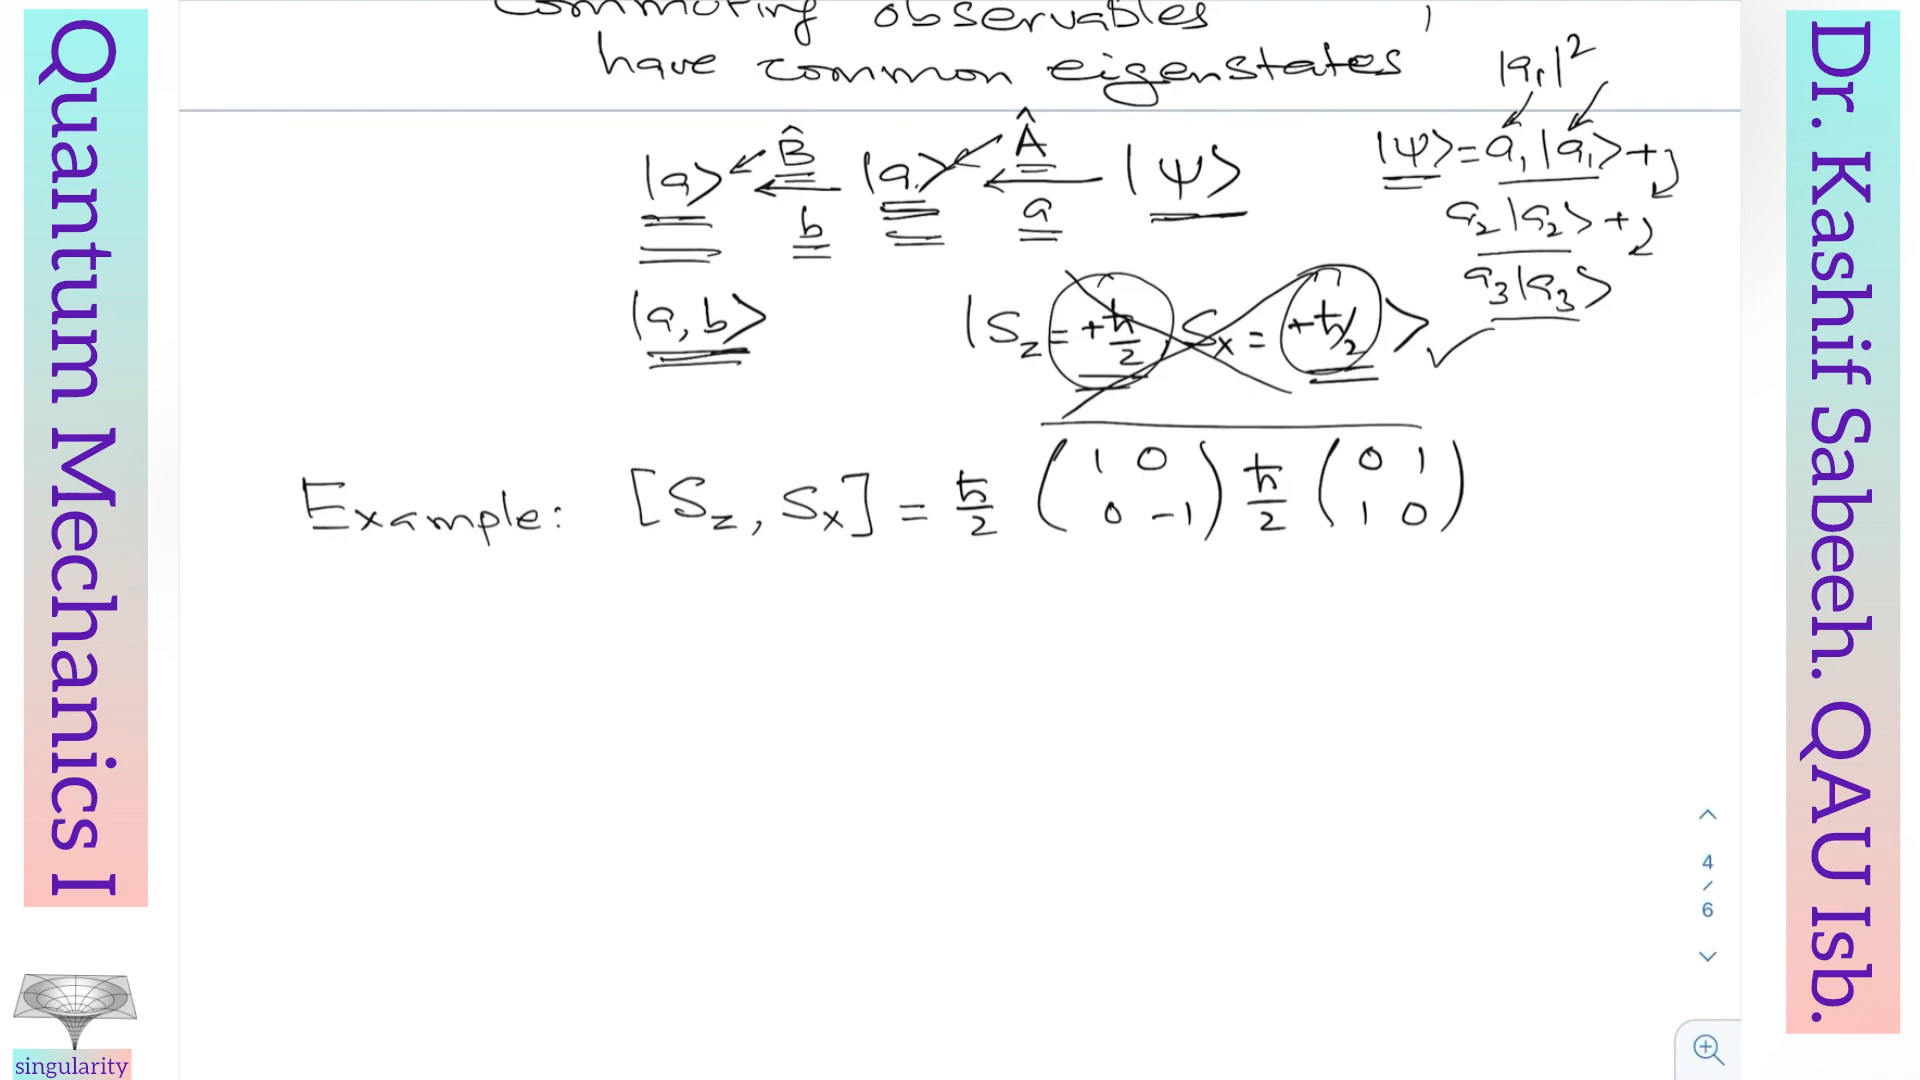 Quantum Mechanics I
singularity
commuting observables
have common eigenstates
|a₁|²
|a> B̂ |a> Â |ψ> |ψ> = a₁|a₁> +
b a a₂|a₂> +
a₃|a₃>
|a, b> |S_z = +ħ/2, S_x = +ħ/2>
Example: [S_z, S_x] = ħ/2 (1 0 0 -1) ħ/2 (0 1 1 0)
4
/
6
Dr. Kashif Sabeeh. QAU Isb.